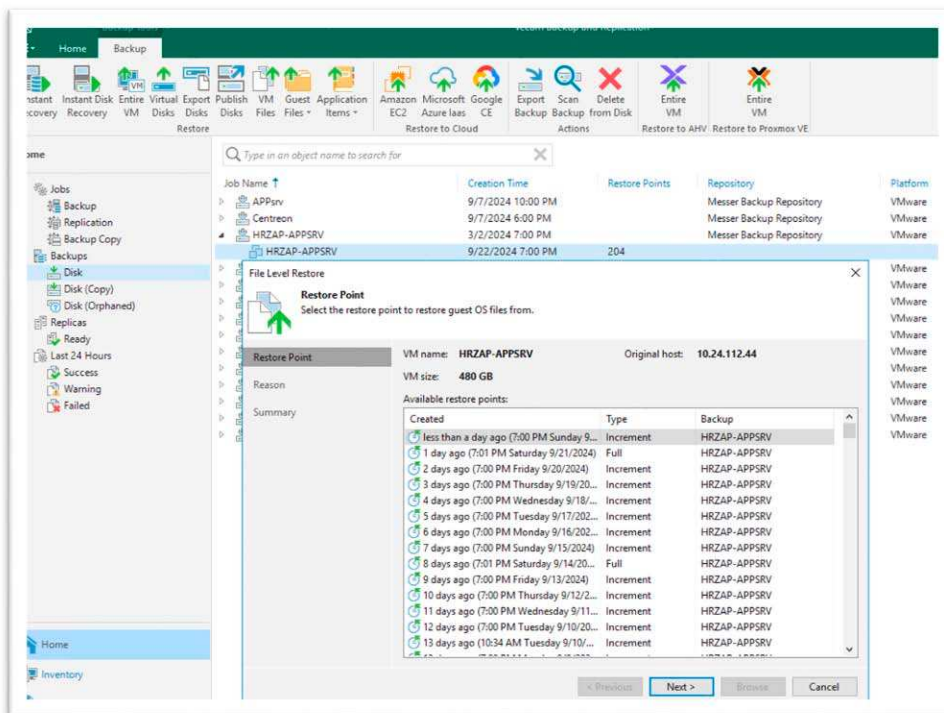 Home Backup
Instant Disk Entire Virtual Export Publish VM Guest Application Amazon Microsoft Google Export Scan Delete Entire Entire
Recovery VM Disks Disks Disks Files Files Items EC2 Azure Iaas CE Backup Backup from Disk VM VM
Restore Restore to Cloud Actions Restore to AHV Restore to Proxmox VE
Type in an object name to search for
Jobs
Backup
Replication
Backup Copy
Backups
Disk
Disk (Copy)
Disk (Orphaned)
Replicas
Ready
Last 24 Hours
Success
Warning
Failed
Job Name Creation Time Restore Points Repository Platform
APPsrv 9/7/2024 10:00 PM Messer Backup Repository VMware
Centreon 9/7/2024 6:00 PM Messer Backup Repository VMware
HRZAP-APPSRV 3/2/2024 7:00 PM Messer Backup Repository VMware
HRZAP-APPSRV 9/22/2024 7:00 PM 204
VMware
VMware
VMware
VMware
VMware
VMware
VMware
VMware
VMware
VMware
VMware
File Level Restore
Restore Point
Select the restore point to restore guest OS files from.
Restore Point
Reason
Summary
VM name: HRZAP-APPSRV Original host: 10.24.112.44
VM size: 480 GB
Available restore points:
Created Type Backup
less than a day ago (7:00 PM Sunday 9... Increment HRZAP-APPSRV
1 day ago (7:01 PM Saturday 9/21/2024) Full HRZAP-APPSRV
2 days ago (7:00 PM Friday 9/20/2024) Increment HRZAP-APPSRV
3 days ago (7:00 PM Thursday 9/19/20... Increment HRZAP-APPSRV
4 days ago (7:00 PM Wednesday 9/18/... Increment HRZAP-APPSRV
5 days ago (7:00 PM Tuesday 9/17/202... Increment HRZAP-APPSRV
6 days ago (7:00 PM Monday 9/16/202... Increment HRZAP-APPSRV
7 days ago (7:00 PM Sunday 9/15/2024) Increment HRZAP-APPSRV
8 days ago (7:01 PM Saturday 9/14/20... Full HRZAP-APPSRV
9 days ago (7:00 PM Friday 9/13/2024) Increment HRZAP-APPSRV
10 days ago (7:00 PM Thursday 9/12/2... Increment HRZAP-APPSRV
11 days ago (7:00 PM Wednesday 9/11... Increment HRZAP-APPSRV
12 days ago (7:00 PM Tuesday 9/10/20... Increment HRZAP-APPSRV
13 days ago (10:34 AM Tuesday 9/10/... Increment HRZAP-APPSRV
< Previous Next > Browse Cancel
Home
Inventory